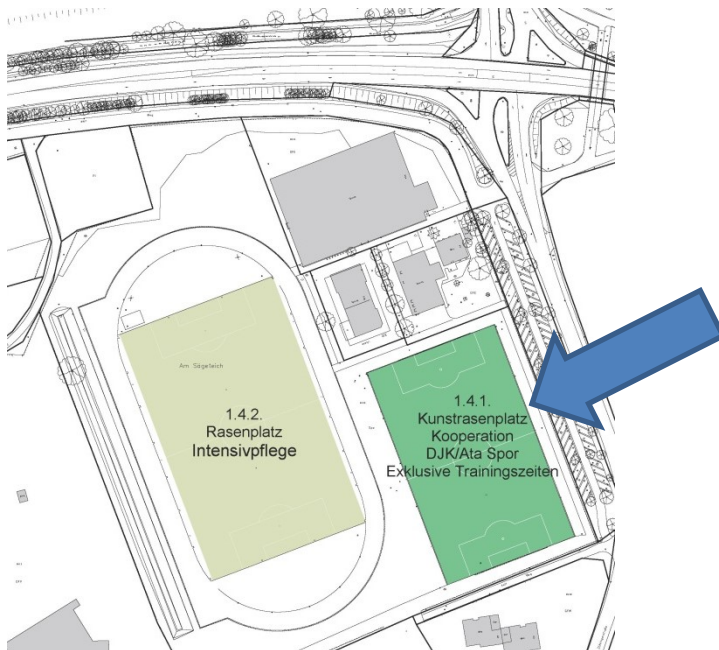 Am Sägeteich
1.4.2.
Rasenplatz
Intensivpflege
1.4.1.
Kunstrasenplatz
Kooperation
DJK/Ata Spor
Exklusive Trainingszeiten